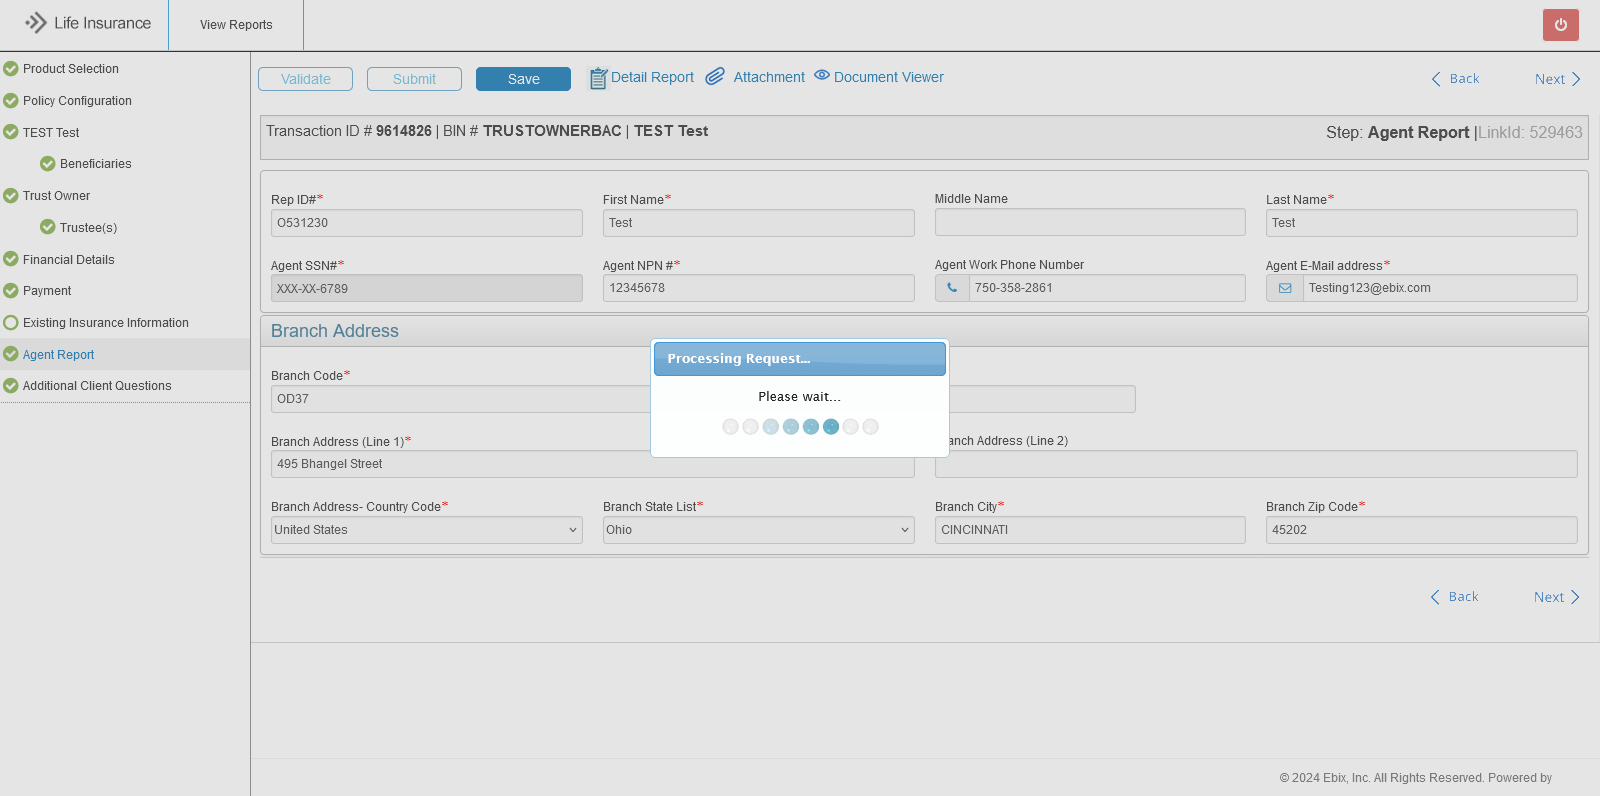 Life Insurance
View Reports
Product Selection
Policy Configuration
TEST Test
Beneficiaries
Trust Owner
Trustee(s)
Financial Details
Payment
Existing Insurance Information
Agent Report
Additional Client Questions
Validate Submit Save Detail Report Attachment Document Viewer Back Next
Transaction ID # 9614826 | BIN # TRUSTOWNERBAC | TEST Test Step: Agent Report |LinkId: 529463
Rep ID#* First Name* Middle Name Last Name*
O531230 Test Test
Agent SSN#* Agent NPN #* Agent Work Phone Number Agent E-Mail address*
XXX-XX-6789 12345678 750-358-2861 Testing123@ebix.com
Branch Address
Processing Request...
Please wait...
Branch Code*
OD37
Branch Address (Line 1)* anch Address (Line 2)
495 Bhangel Street
Branch Address- Country Code* Branch State List* Branch City* Branch Zip Code*
United States Ohio CINCINNATI 45202
Back Next
© 2024 Ebix, Inc. All Rights Reserved. Powered by